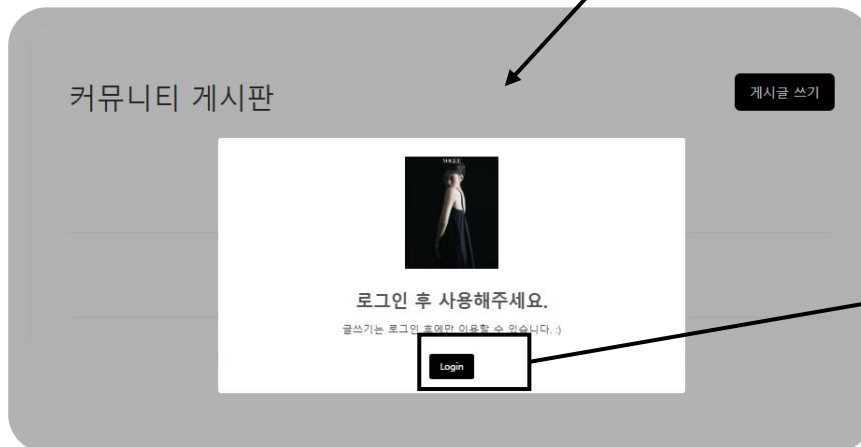 커뮤니티 게시판
게시글 쓰기
VOGUE
로그인 후 사용해주세요.
글쓰기는 로그인 후에만 이용할 수 있습니다. :)
Login